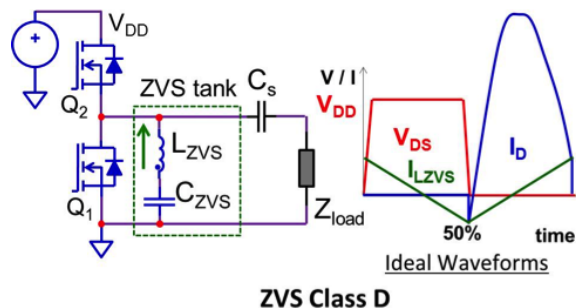 V_DD
Q_2
ZVS tank
C_s
L_ZVS
C_ZVS
Q_1
Z_load
V / I
V_DD
V_DS
I_D
I_LZVS
50%
time
Ideal Waveforms
ZVS Class D